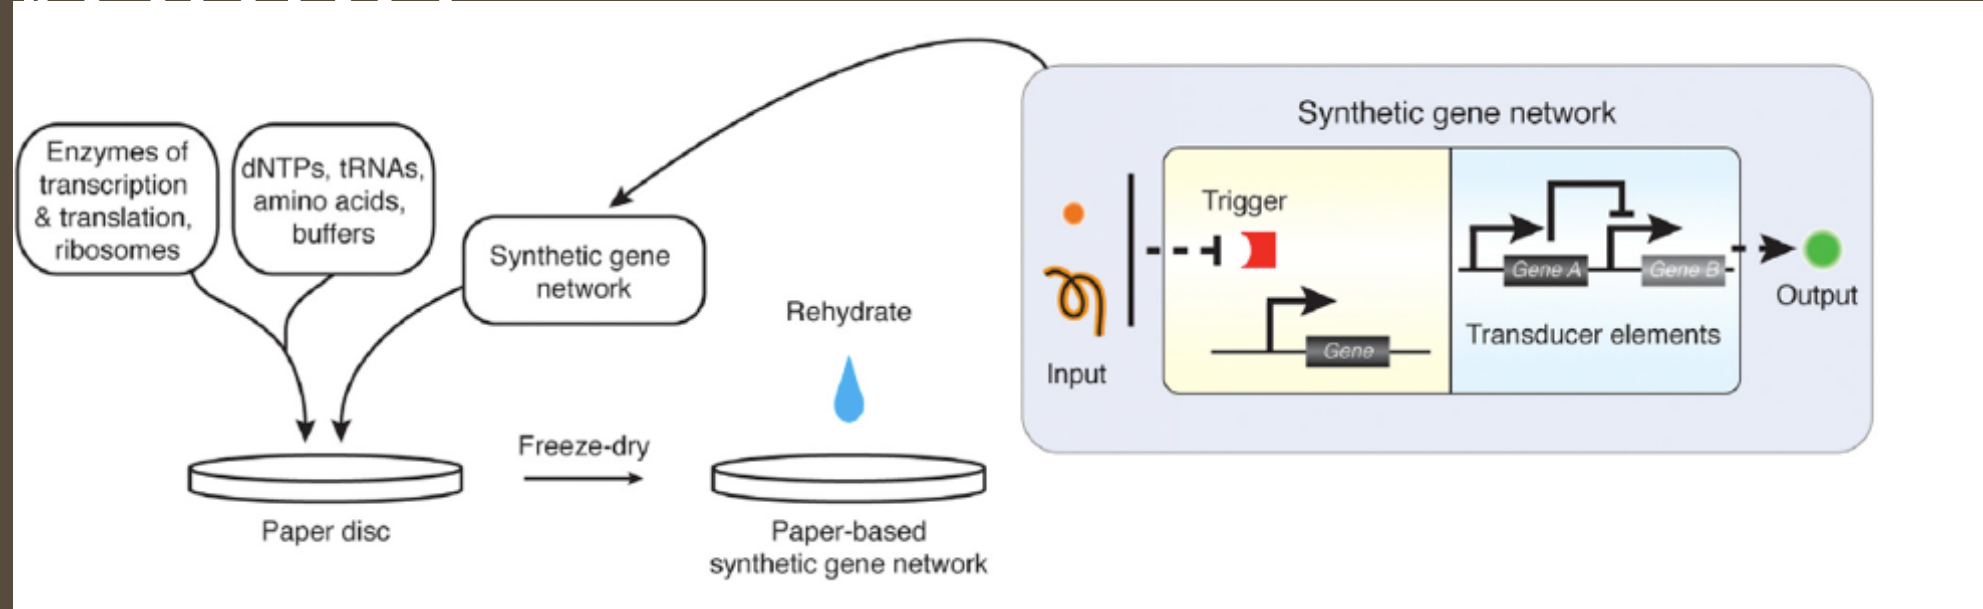 Enzymes of
transcription
& translation,
ribosomes
dNTPs, tRNAs,
amino acids,
buffers
Synthetic gene
network
Rehydrate
Freeze-dry
Paper disc
Paper-based
synthetic gene network
Synthetic gene network
Input
Trigger
Gene
Gene A
Gene B
Transducer elements
Output